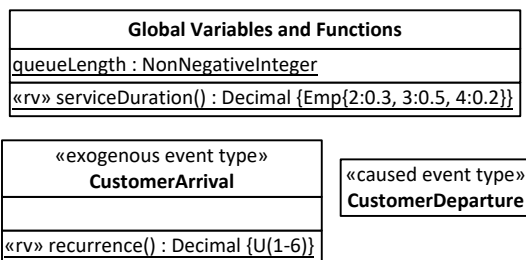 Global Variables and Functions
queueLength : NonNegativeInteger
«rv» serviceDuration() : Decimal {Emp{2:0.3, 3:0.5, 4:0.2}}
«exogenous event type»
CustomerArrival
«rv» recurrence() : Decimal {U(1-6)}
«caused event type»
CustomerDeparture